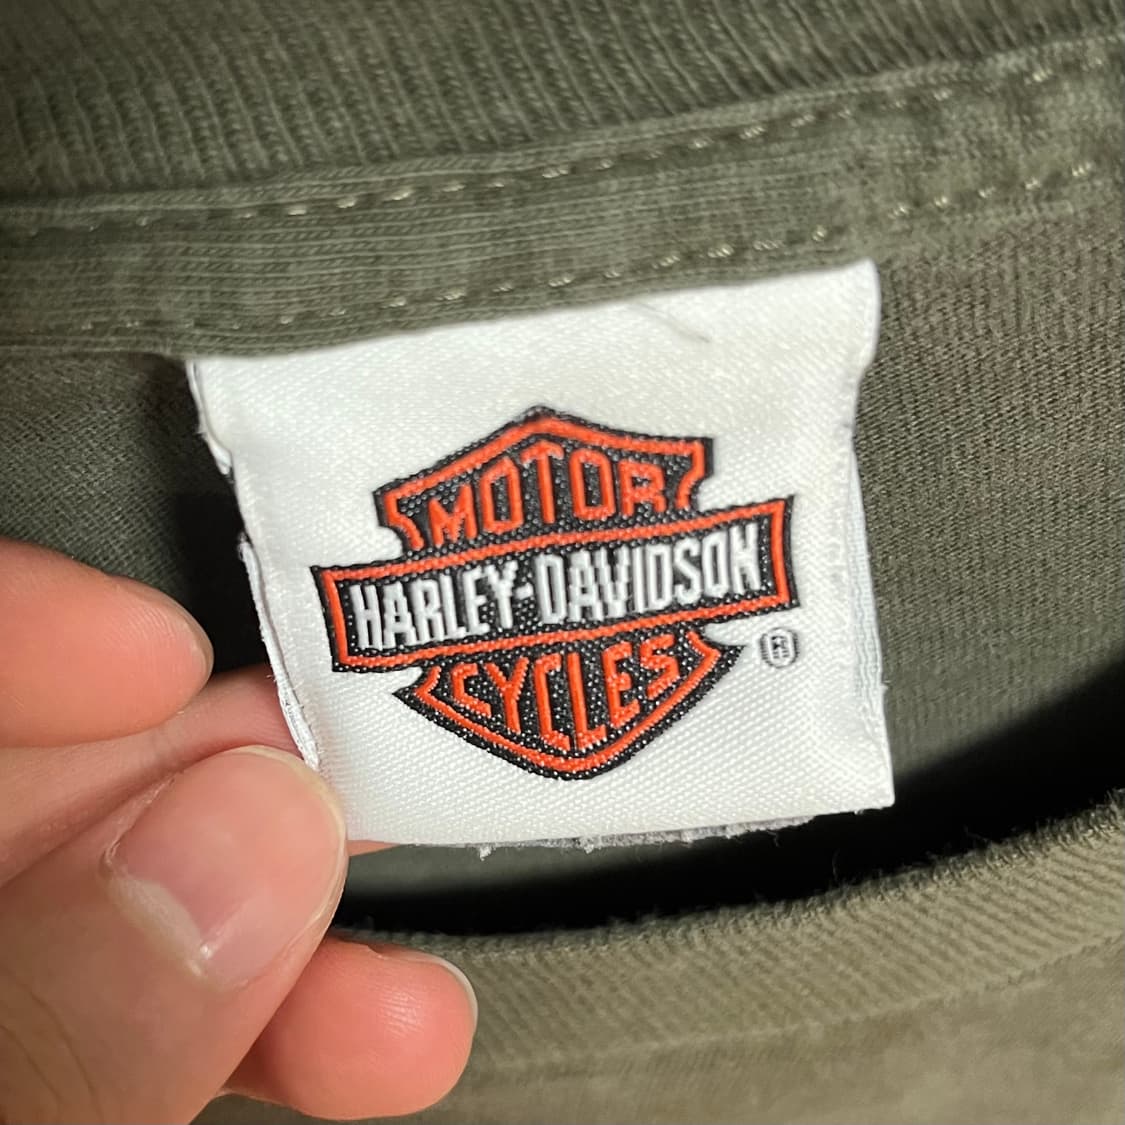 MOTOR
HARLEY-DAVIDSON
CYCLES
®